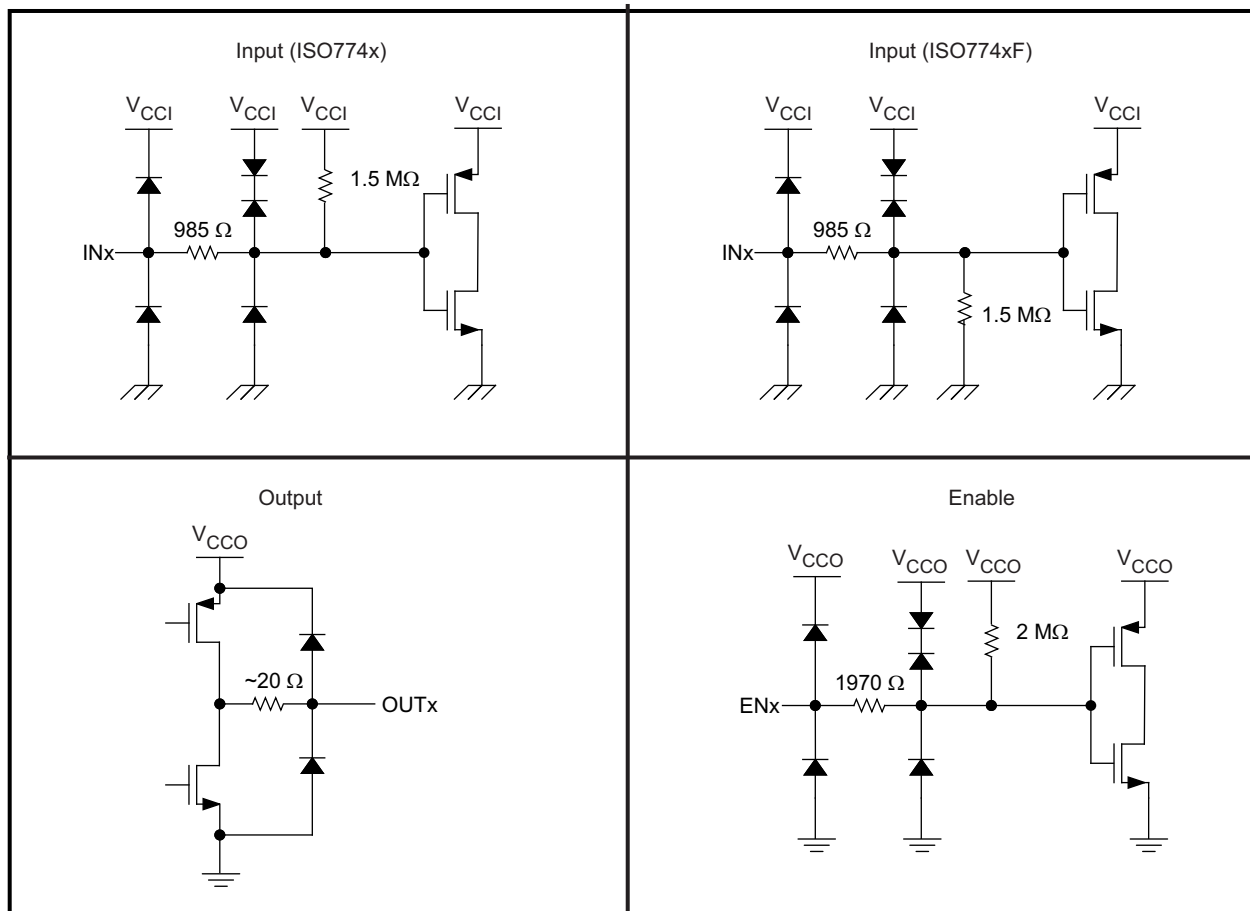 Input (ISO774x)
V_CCI V_CCI V_CCI V_CCI
1.5 MΩ
985 Ω
INx
Input (ISO774xF)
V_CCI V_CCI V_CCI
985 Ω
INx
1.5 MΩ
Output
V_CCO
~20 Ω
OUTx
Enable
V_CCO V_CCO V_CCO V_CCO
2 MΩ
1970 Ω
ENx